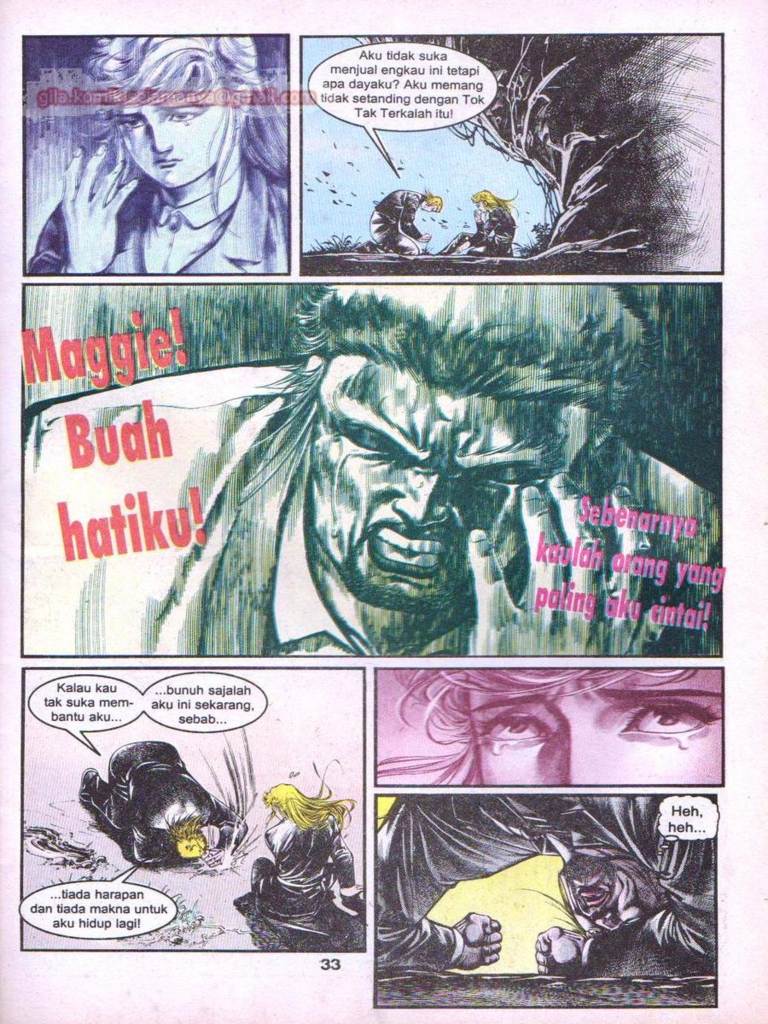 gila.komik
Aku tidak suka
menjual engkau ini tetapi
apa dayaku? Aku memang
tidak setanding dengan Tok
Tak Terkalah itu!
Maggie!
Buah
hatiku!
Sebenarnya
kaulah orang yang
paling aku cintai!
Kalau kau
tak suka mem-
bantu aku...
...bunuh sajalah
aku ini sekarang,
sebab...
...tiada harapan
dan tiada makna untuk
aku hidup lagi!
Heh,
heh...
33